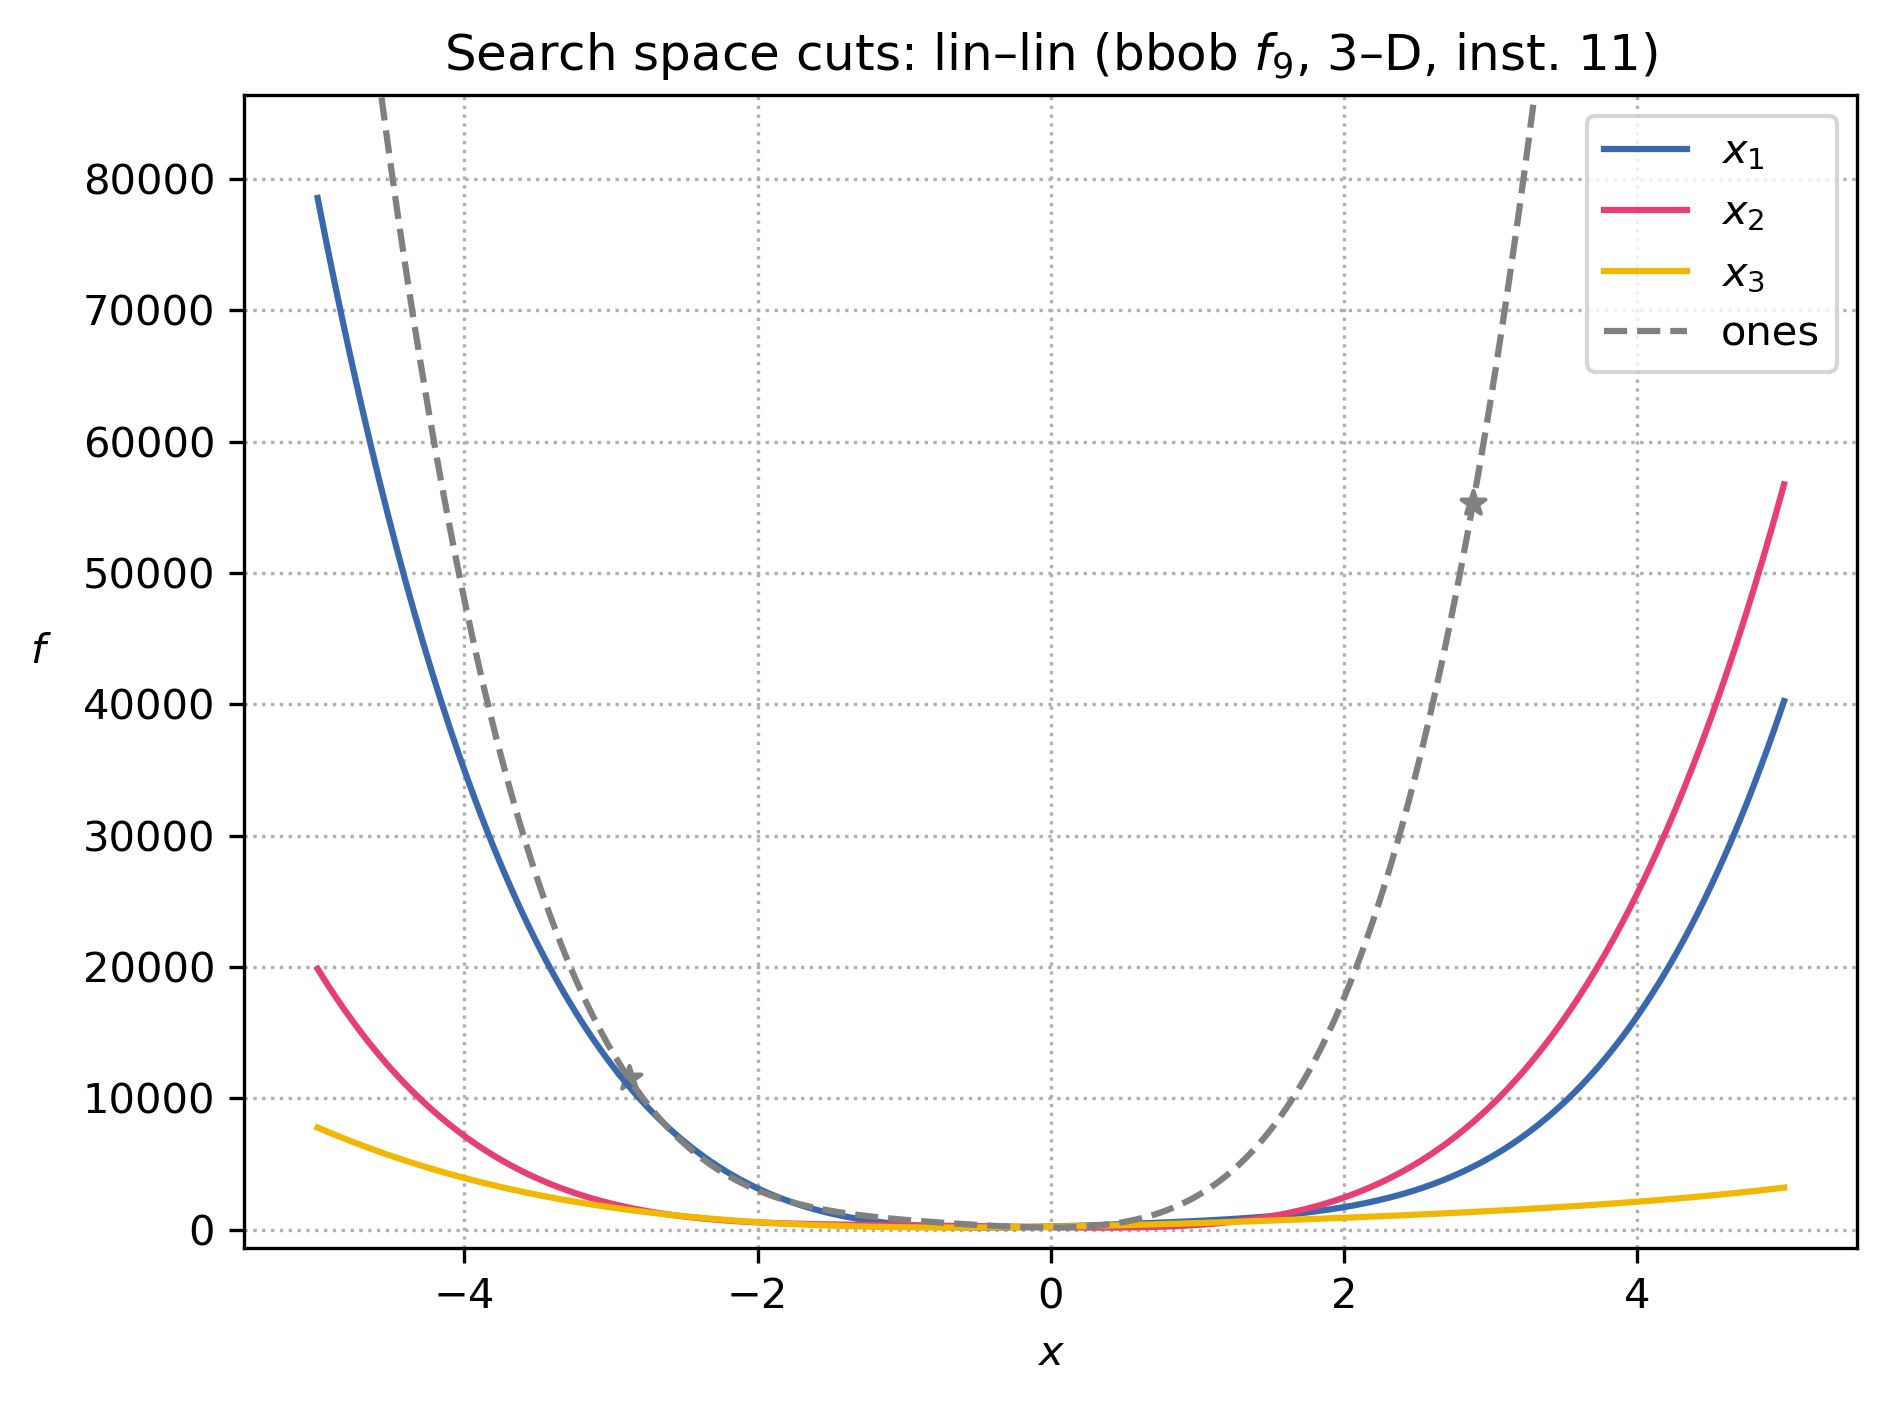 Search space cuts: lin–lin (bbob f₉, 3–D, inst. 11)
x₁
x₂
x₃
ones
80000
70000
60000
50000
40000
30000
20000
10000
0
f
−4 −2 0 2 4
x